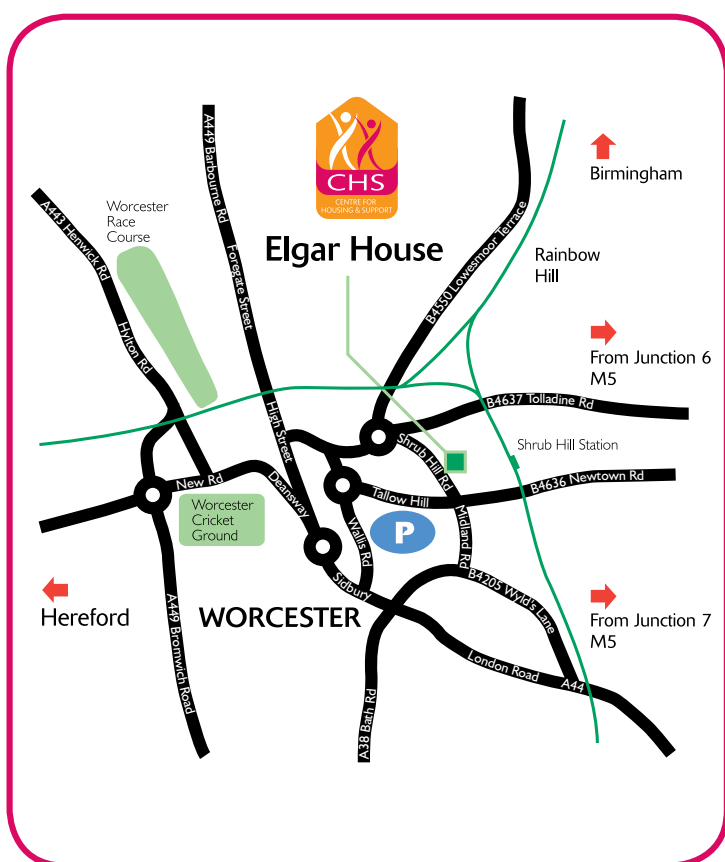 CHS
CENTRE FOR
HOUSING & SUPPORT
Elgar House
Birmingham
Rainbow
Hill
From Junction 6
M5
Worcester
Race
Course
A443 Henwick Rd
Hylton Rd
A449 Barbourne Rd
Foregate Street
High Street
B4550 Lowesmoor Terrace
B4637 Tolladine Rd
Shrub Hill Station
Shrub Hill Rd
B4636 Newtown Rd
Tallow Hill
New Rd
Deansway
Worcester
Cricket
Ground
P
Wallis Rd
Midland Rp
Sidbury
B4205 Wyld's Lane
Hereford
WORCESTER
From Junction 7
M5
A449 Bromwich Road
A38 Bath Rd
London Road
A44